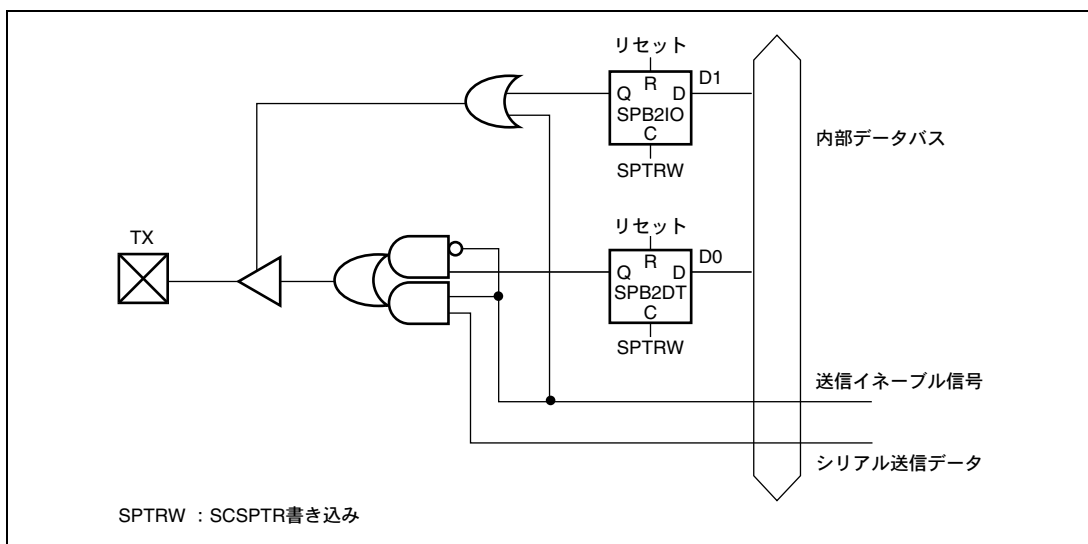 リセット
R
D1
Q
D
SPB2IO
C
SPTRW
内部データバス
リセット
TX
R
D0
Q
D
SPB2DT
C
SPTRW
送信イネーブル信号
シリアル送信データ
SPTRW : SCSPTR書き込み